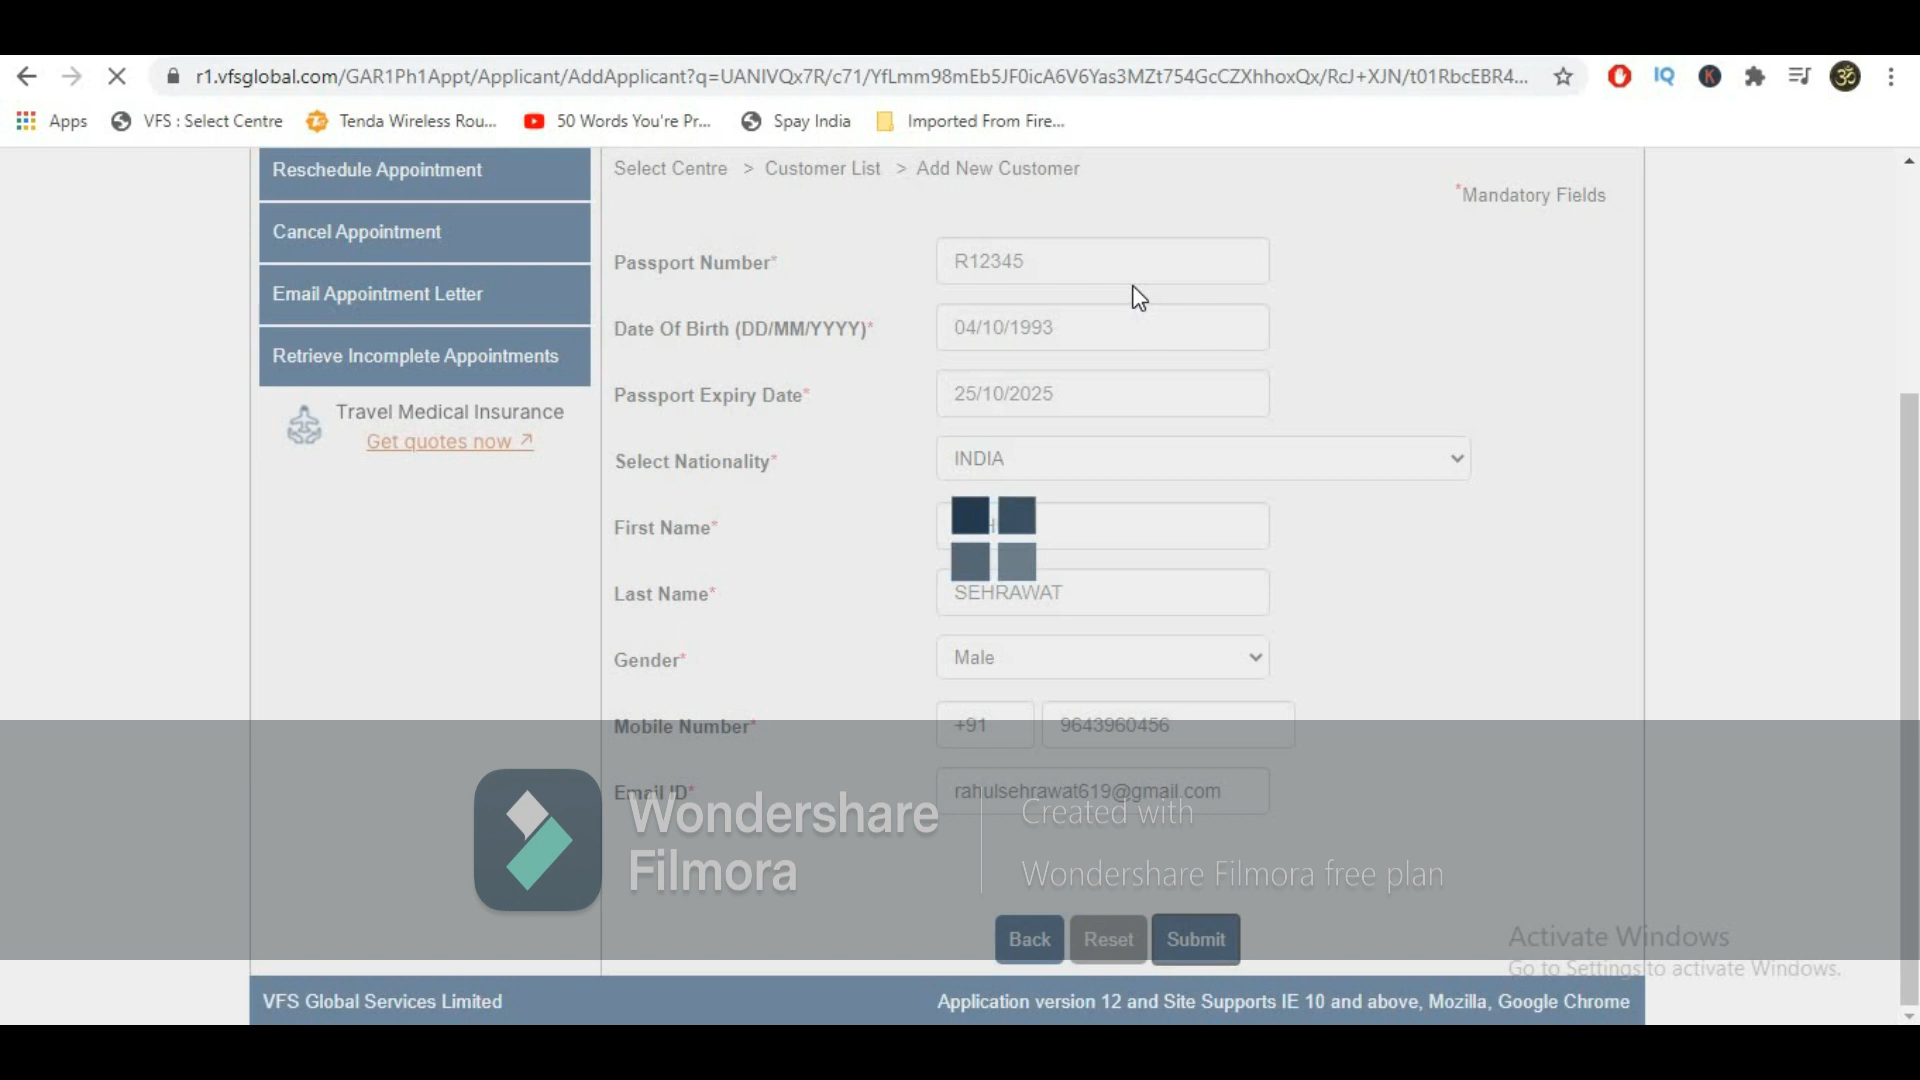 r1.vfsglobal.com/GAR1Ph1Appt/Applicant/AddApplicant?q=UANIVQx7R/c71/YfLmm98mEb5JF0icA6V6Yas3MZt754GcCZXhhoxQx/RcJ+XJN/t01RbcEBR4...
IQ
K
Apps
VFS : Select Centre
Tenda Wireless Rou...
50 Words You're Pr...
Spay India
Imported From Fire...
Reschedule Appointment
Cancel Appointment
Email Appointment Letter
Retrieve Incomplete Appointments
Travel Medical Insurance
Get quotes now ↗
Select Centre > Customer List > Add New Customer
*Mandatory Fields
Passport Number* R12345
Date Of Birth (DD/MM/YYYY)* 04/10/1993
Passport Expiry Date* 25/10/2025
Select Nationality* INDIA
First Name*
Last Name* SEHRAWAT
Gender* Male
Mobile Number* +91 9643960456
Email ID* rahulsehrawat619@gmail.com
Wondershare
Filmora
Created with
Wondershare Filmora free plan
Back Reset Submit
Activate Windows
Go to Settings to activate Windows.
VFS Global Services Limited
Application version 12 and Site Supports IE 10 and above, Mozilla, Google Chrome